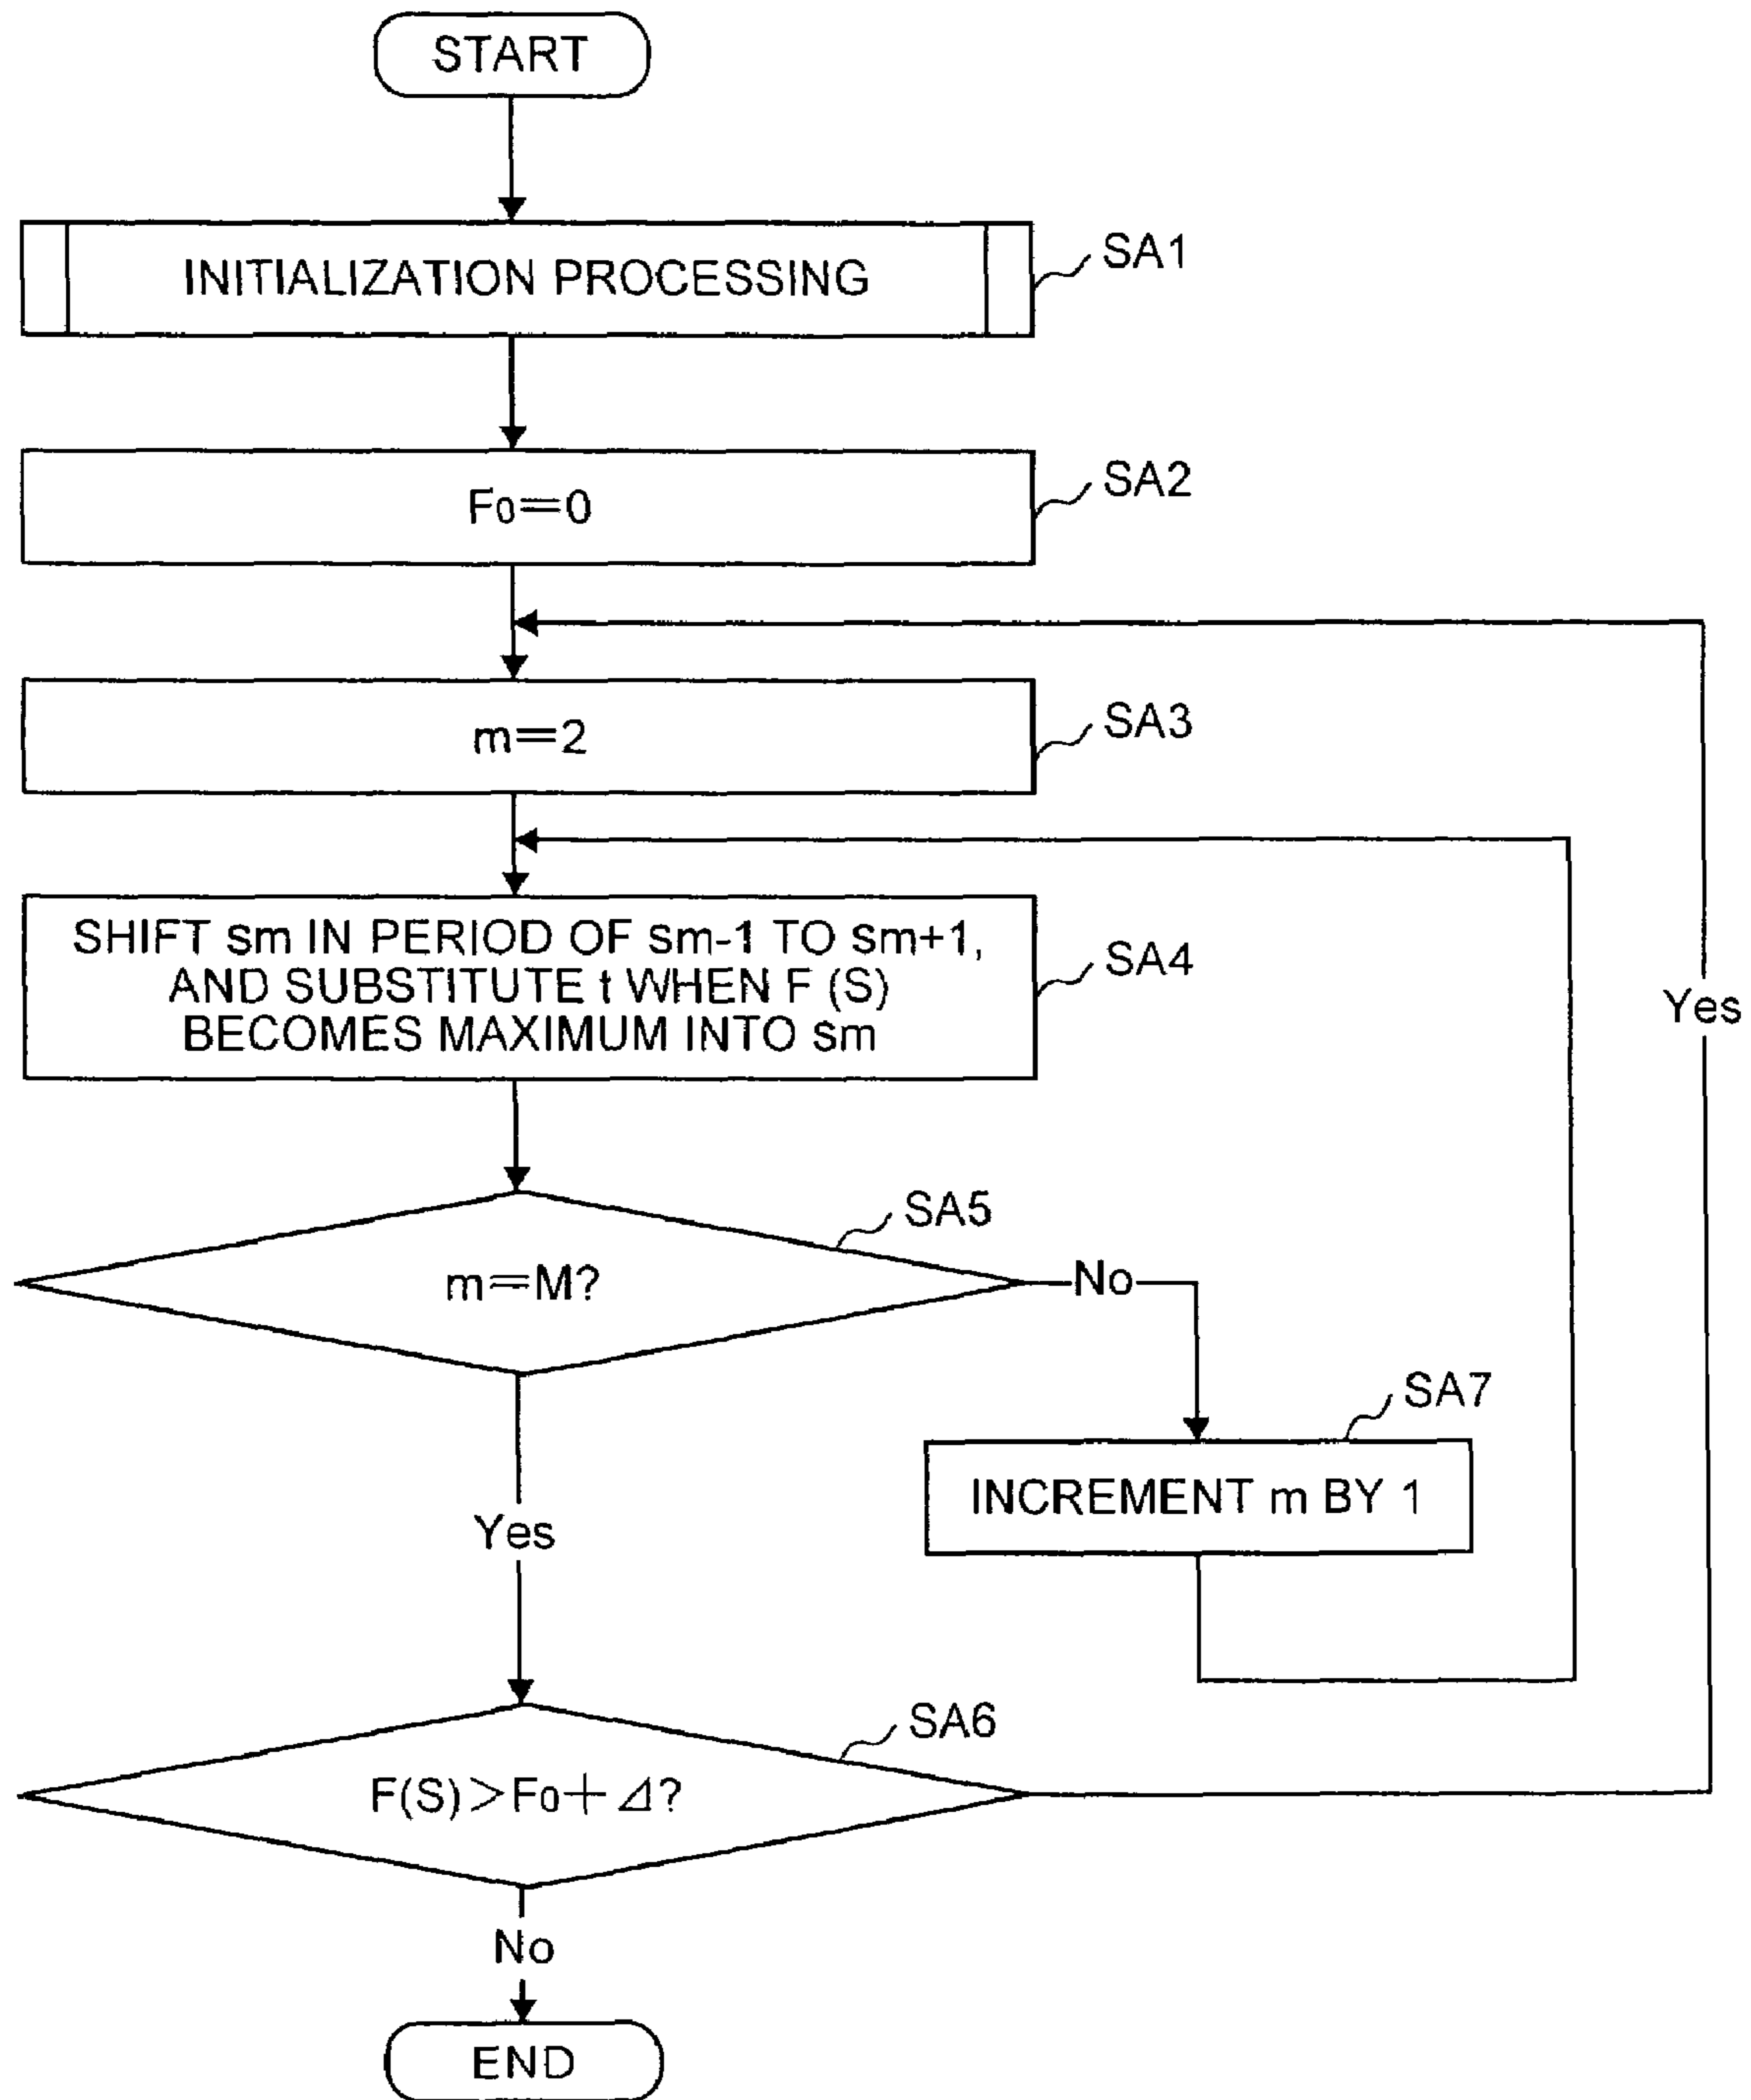 START
INITIALIZATION PROCESSING
SA1
F0=0
SA2
m=2
SA3
SHIFT sm IN PERIOD OF sm-1 TO sm+1,
AND SUBSTITUTE t WHEN F (S)
BECOMES MAXIMUM INTO sm
SA4
Yes
m=M?
SA5
No
SA7
INCREMENT m BY 1
Yes
F(S)>F0+⊿?
SA6
No
END